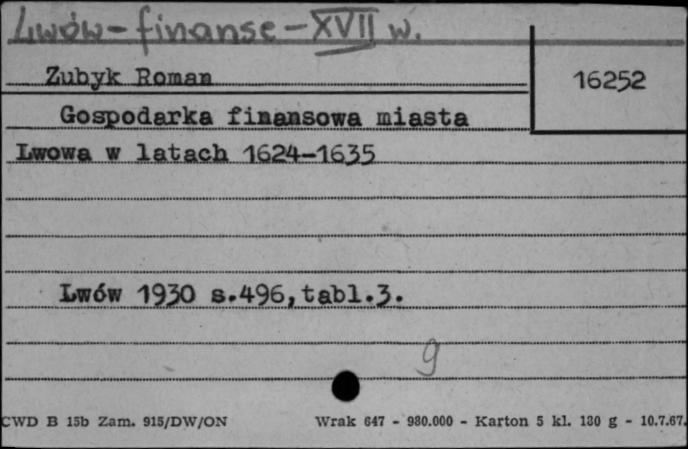 Lwów - finanse - XVII w.
Zubyk Roman
16252
Gospodarka finansowa miasta
Lwowa w latach 1624-1635
Lwów 1930 s.496,tabl.3.
g
CWD B 15b Zam. 915/DW/ON Wrak 647 - 980.000 - Karton 5 kl. 130 g - 10.7.67.